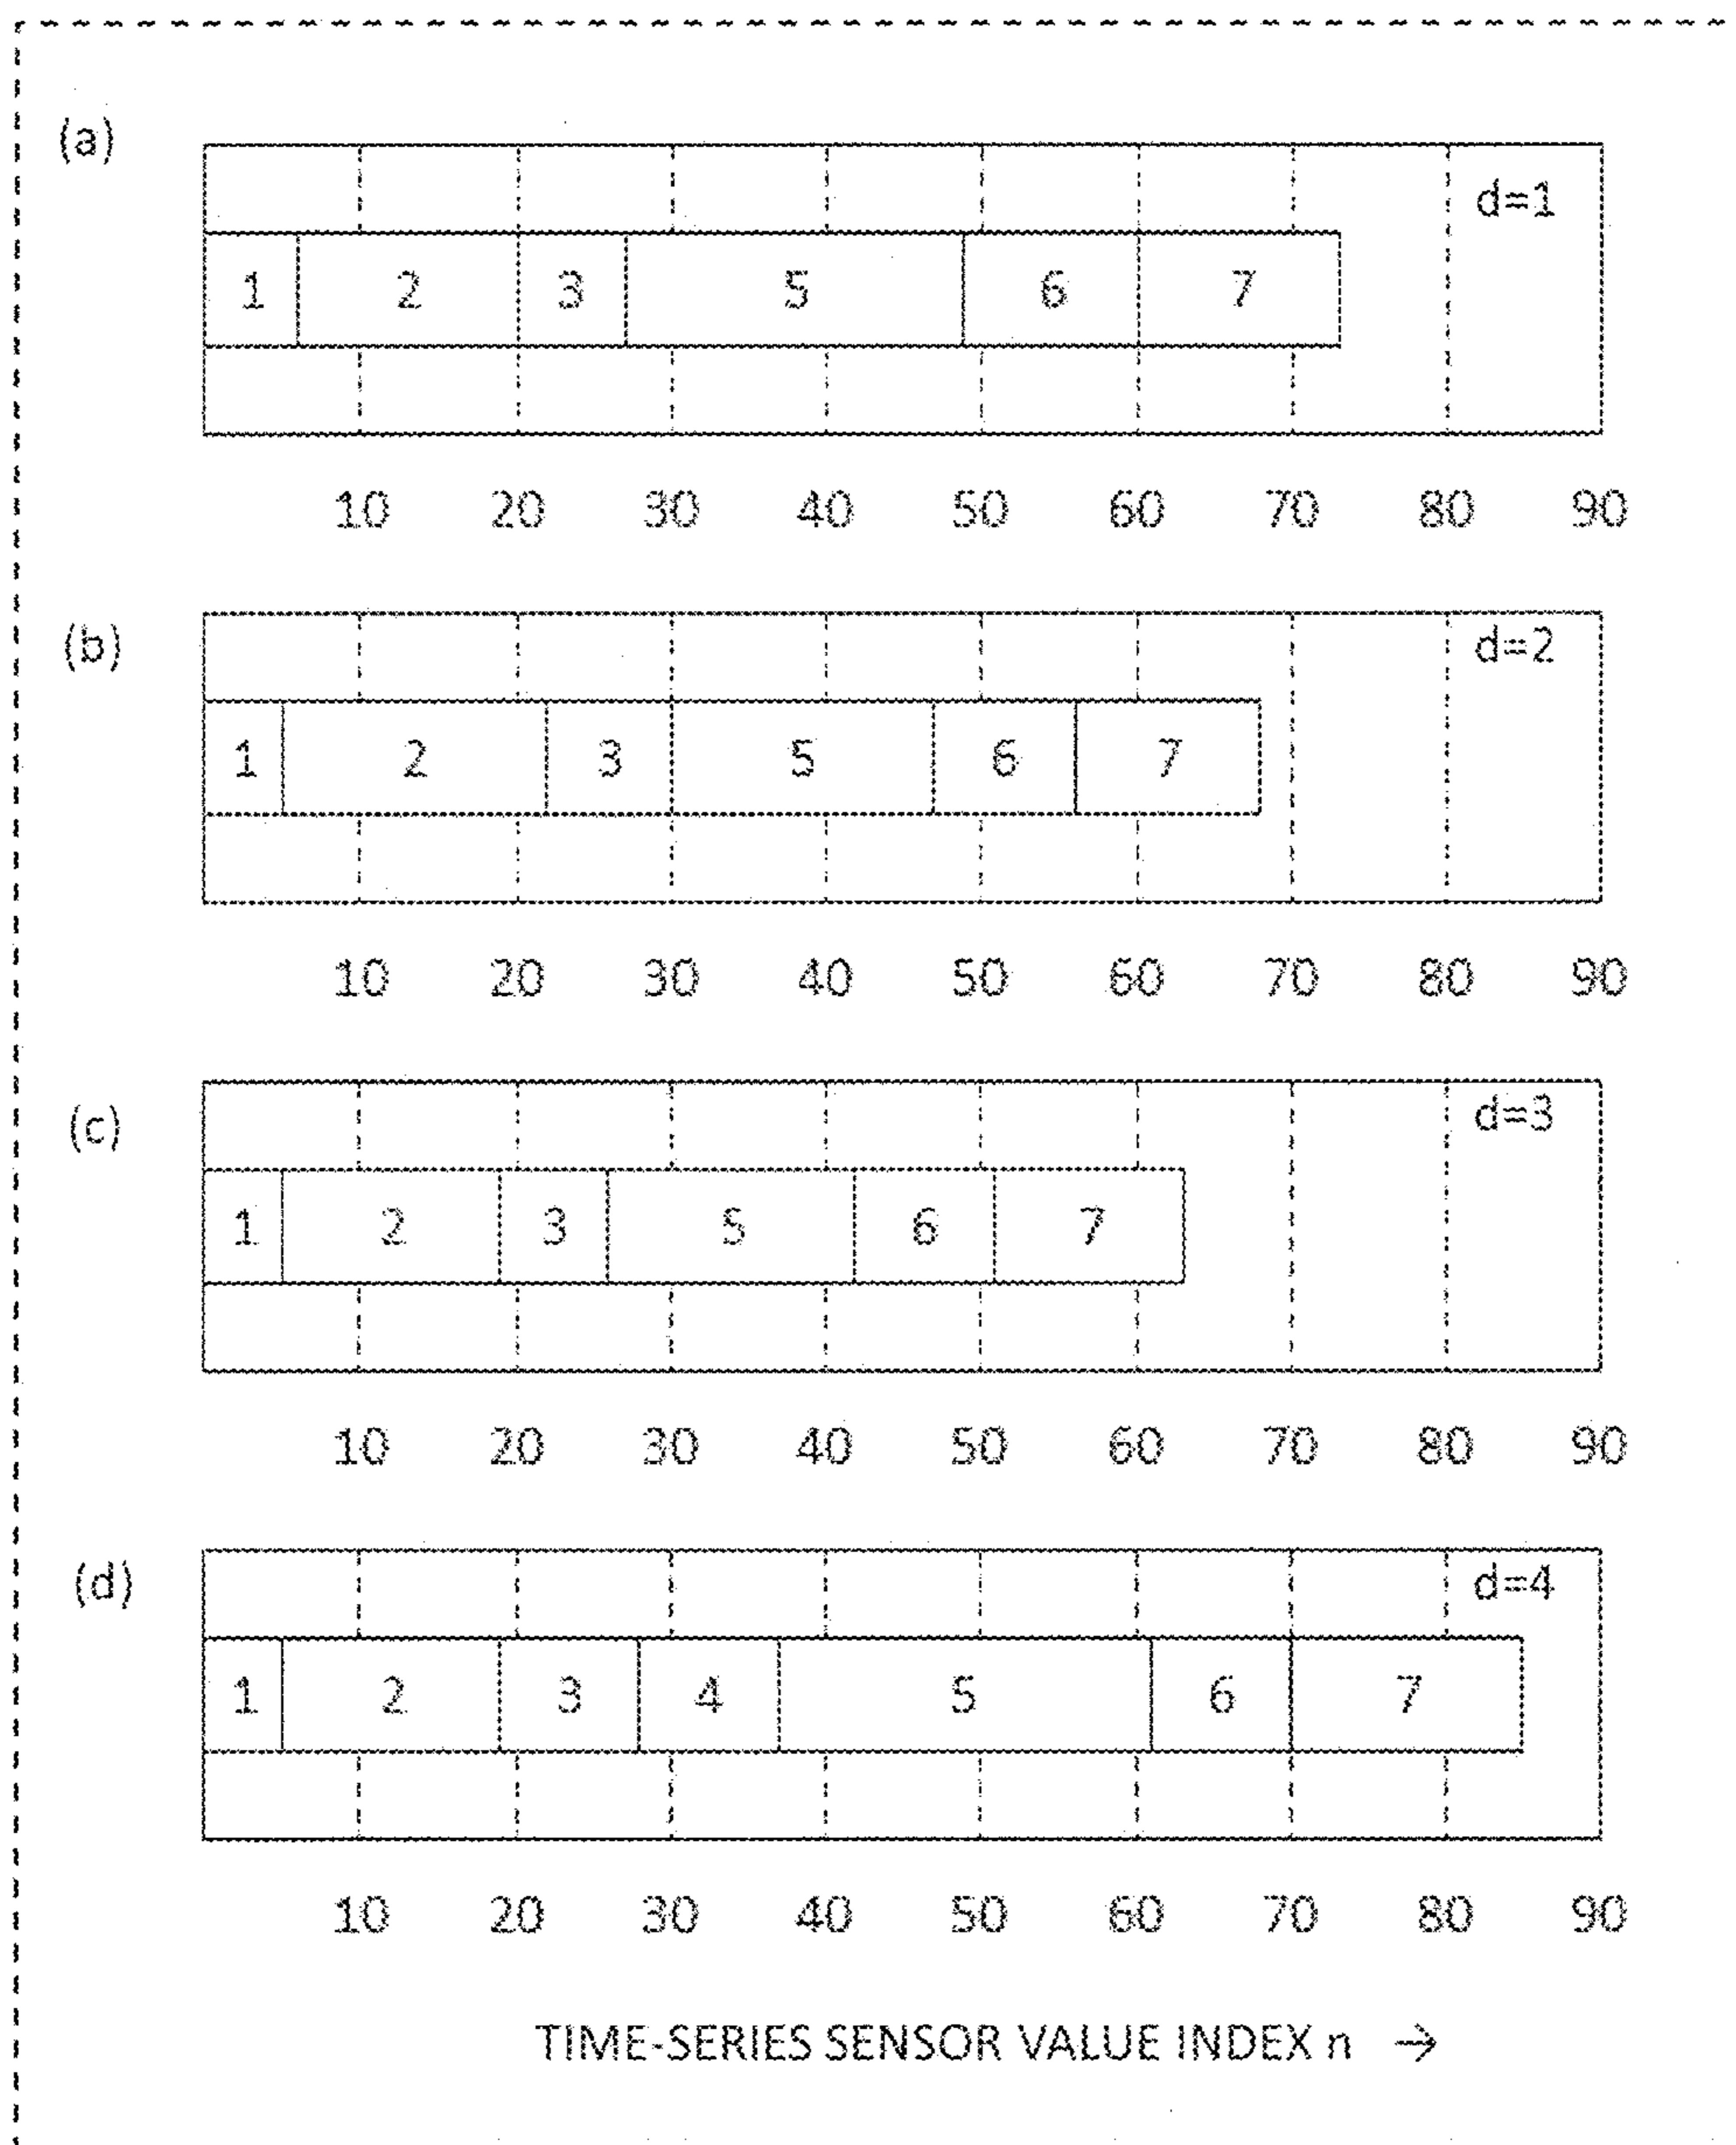 (a)
d=1
1 2 3 5 6 7
10 20 30 40 50 60 70 80 90
(b)
d=2
1 2 3 5 6 7
10 20 30 40 50 60 70 80 90
(c)
d=3
1 2 3 5 6 7
10 20 30 40 50 60 70 80 90
(d)
d=4
1 2 3 4 5 6 7
10 20 30 40 50 60 70 80 90
TIME-SERIES SENSOR VALUE INDEX n →